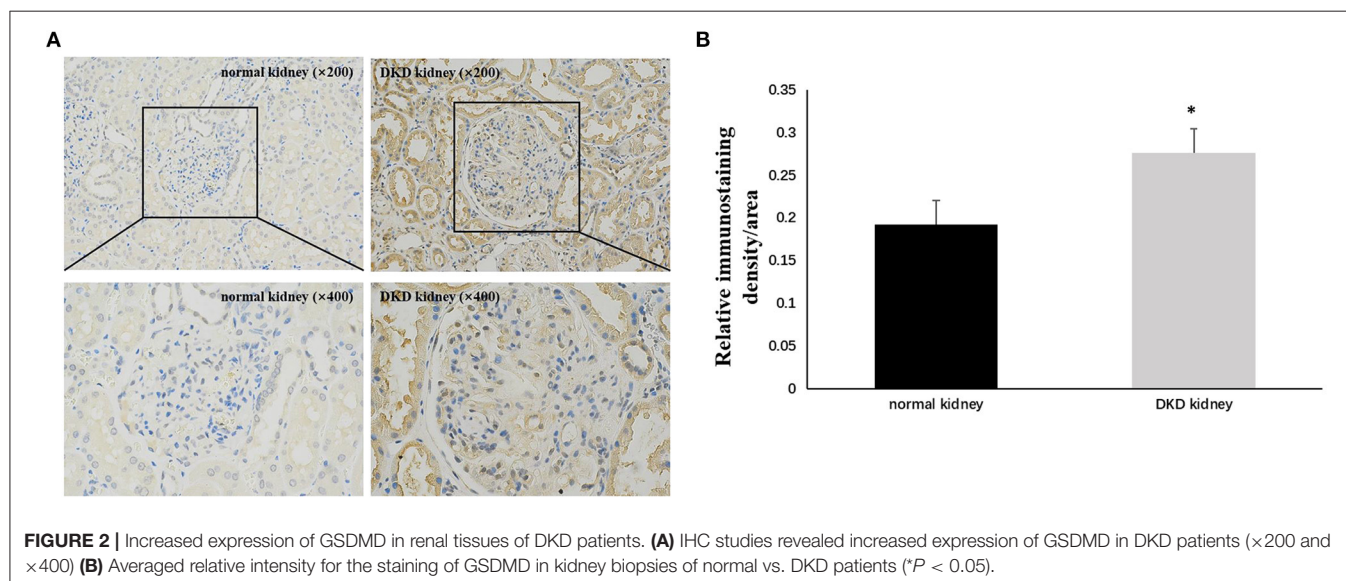 A
normal kidney (×200)
DKD kidney (×200)
normal kidney (×400)
DKD kidney (×400)
B
Relative immunostaining
density/area
0.35
0.3
0.25
0.2
0.15
0.1
0.05
0
*
normal kidney
DKD kidney
FIGURE 2 | Increased expression of GSDMD in renal tissues of DKD patients. (A) IHC studies revealed increased expression of GSDMD in DKD patients (×200 and
×400) (B) Averaged relative intensity for the staining of GSDMD in kidney biopsies of normal vs. DKD patients (*P < 0.05).